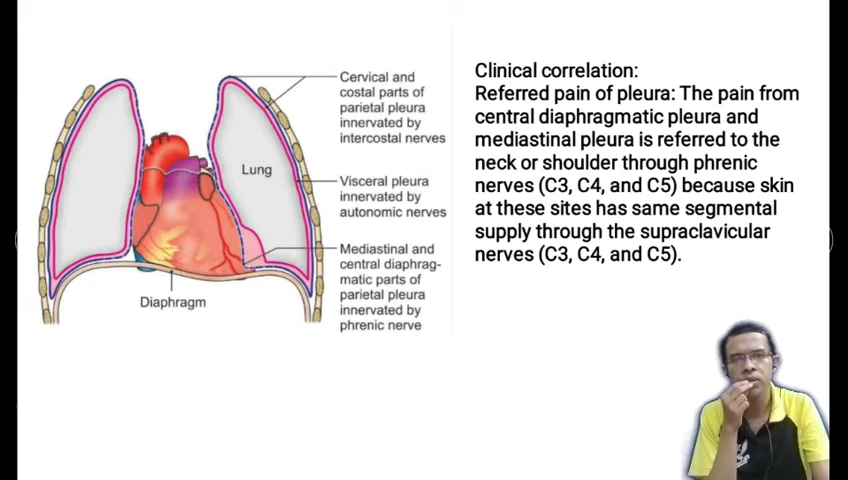 Cervical and
costal parts of
parietal pleura
innervated by
intercostal nerves
Lung
Visceral pleura
innervated by
autonomic nerves
Mediastinal and
central diaphrag-
matic parts of
parietal pleura
innervated by
phrenic nerve
Diaphragm
Clinical correlation:
Referred pain of pleura: The pain from
central diaphragmatic pleura and
mediastinal pleura is referred to the
neck or shoulder through phrenic
nerves (C3, C4, and C5) because skin
at these sites has same segmental
supply through the supraclavicular
nerves (C3, C4, and C5).